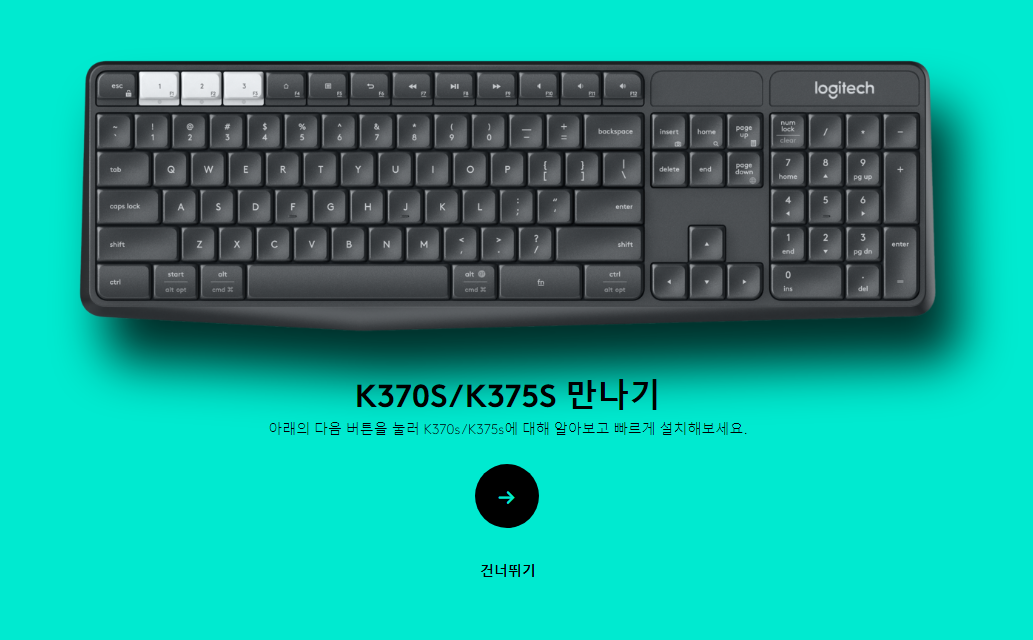 logitech
esc 1 F1 2 F2 3 F3 F4 F5 F6 F7 F8 F9 F10 F11 F12
~ ` ! 1 @ 2 # 3 $ 4 % 5 ^ 6 & 7 * 8 ( 9 ) 0 — - + = backspace insert home page up num lock clear / * −
tab Q W E R T Y U I O P { [ } ] | \ delete end page down 7 home 8 9 pg up +
caps lock A S D F G H J K L : ; “ ‘ enter 4 5 6
shift Z X C V B N M < , > . ? / shift 1 end 2 3 pg dn enter
ctrl start alt opt alt cmd ⌘ alt cmd ⌘ fn ctrl alt opt 0 ins . del =
K370S/K375S 만나기
아래의 다음 버튼을 눌러 K370s/K375s에 대해 알아보고 빠르게 설치해보세요.
건너뛰기